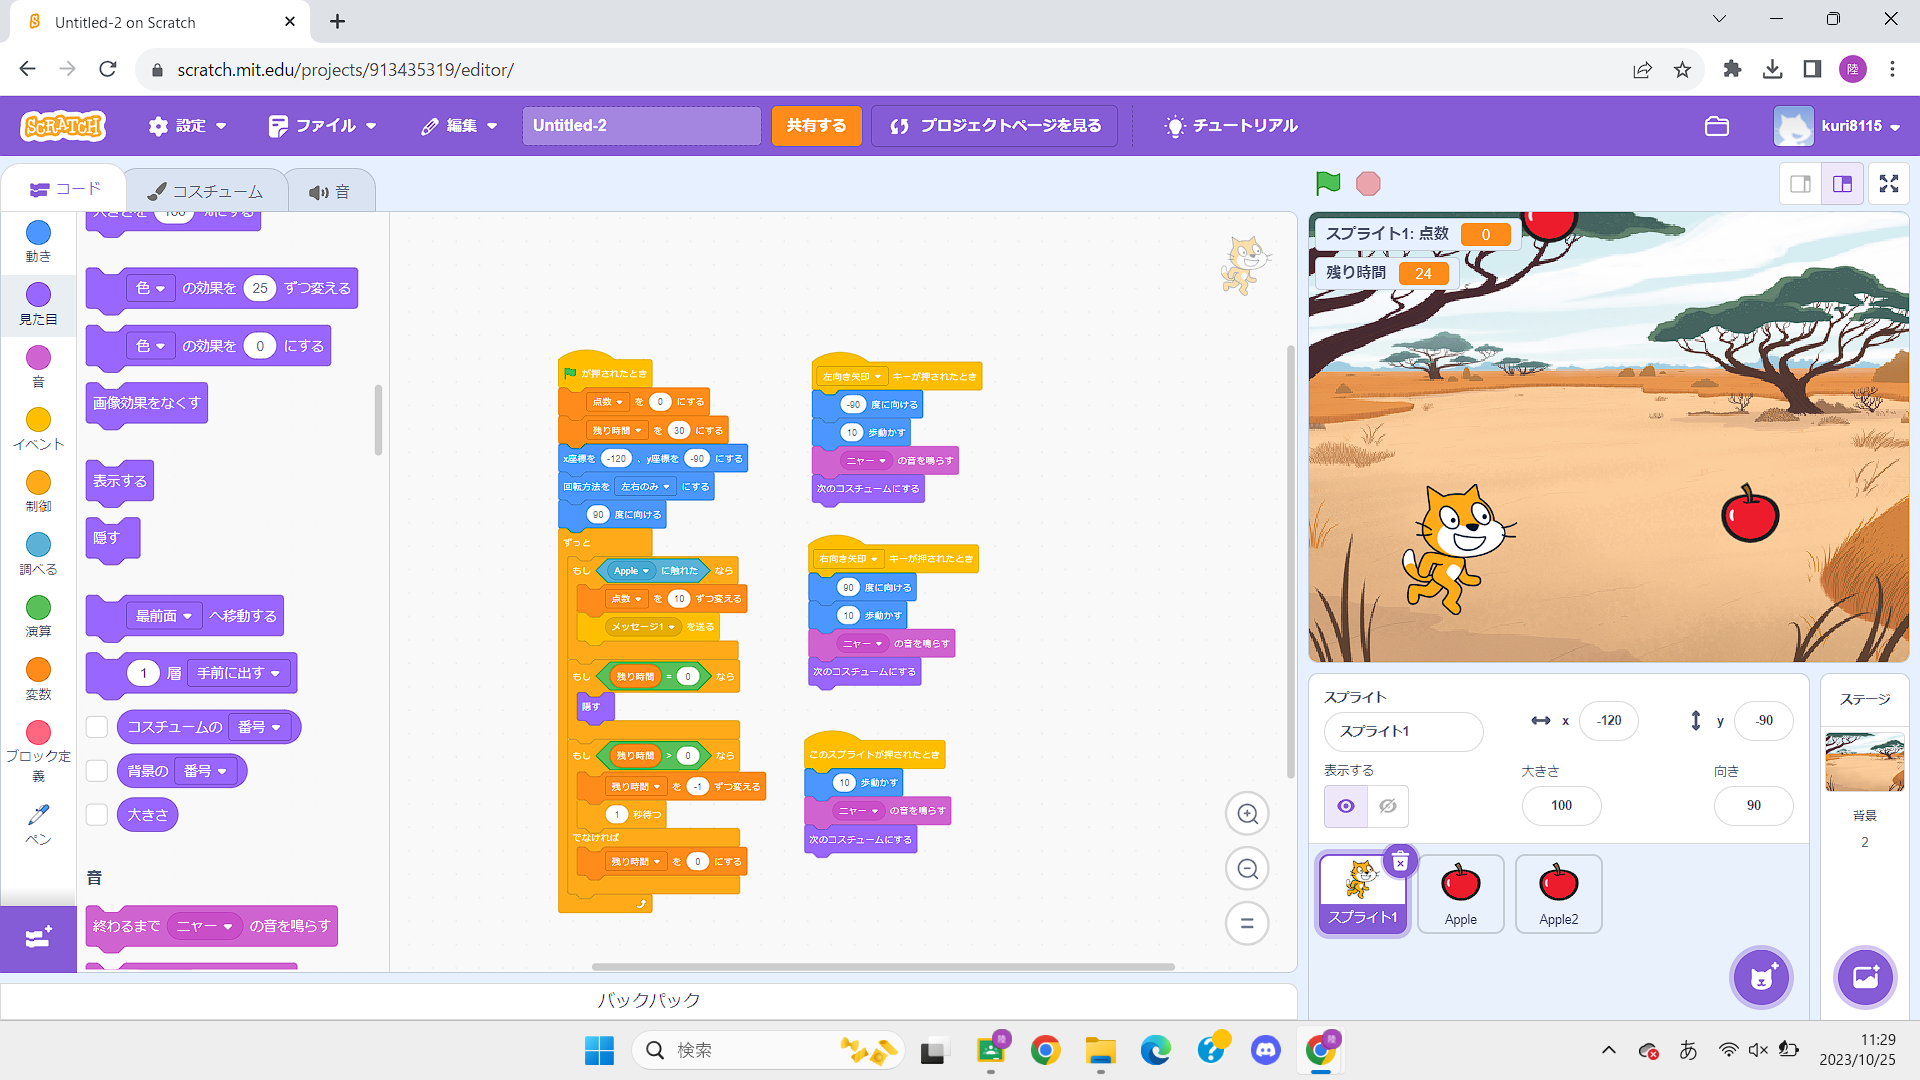 Untitled-2 on Scratch
scratch.mit.edu/projects/913435319/editor/
陸
SCRATCH
設定
ファイル
編集
Untitled-2
共有する
プロジェクトページを見る
チュートリアル
kuri8115
コード
コスチューム
音
動き
見た目
音
イベント
制御
調べる
演算
変数
ブロック定義
ペン
大きさを 100 %にする
色 の効果を 25 ずつ変える
色 の効果を 0 にする
画像効果をなくす
表示する
隠す
最前面 へ移動する
1 層 手前に出す
コスチュームの 番号
背景の 番号
大きさ
音
終わるまで ニャー の音を鳴らす
が押されたとき
点数 を 0 にする
残り時間 を 30 にする
x座標を -120 、y座標を -90 にする
回転方法を 左右のみ にする
90 度に向ける
ずっと
もし Apple に触れた なら
点数 を 10 ずつ変える
メッセージ1 を送る
もし 残り時間 = 0 なら
隠す
もし 残り時間 > 0 なら
残り時間 を -1 ずつ変える
1 秒待つ
でなければ
残り時間 を 0 にする
左向き矢印 キーが押されたとき
-90 度に向ける
10 歩動かす
ニャー の音を鳴らす
次のコスチュームにする
右向き矢印 キーが押されたとき
90 度に向ける
10 歩動かす
ニャー の音を鳴らす
次のコスチュームにする
このスプライトが押されたとき
10 歩動かす
ニャー の音を鳴らす
次のコスチュームにする
バックパック
スプライト1: 点数 0
残り時間 24
スプライト
スプライト1
x -120
y -90
表示する
大きさ
100
向き
90
スプライト1
Apple
Apple2
ステージ
背景
2
検索
陸
陸
あ
11:29
2023/10/25